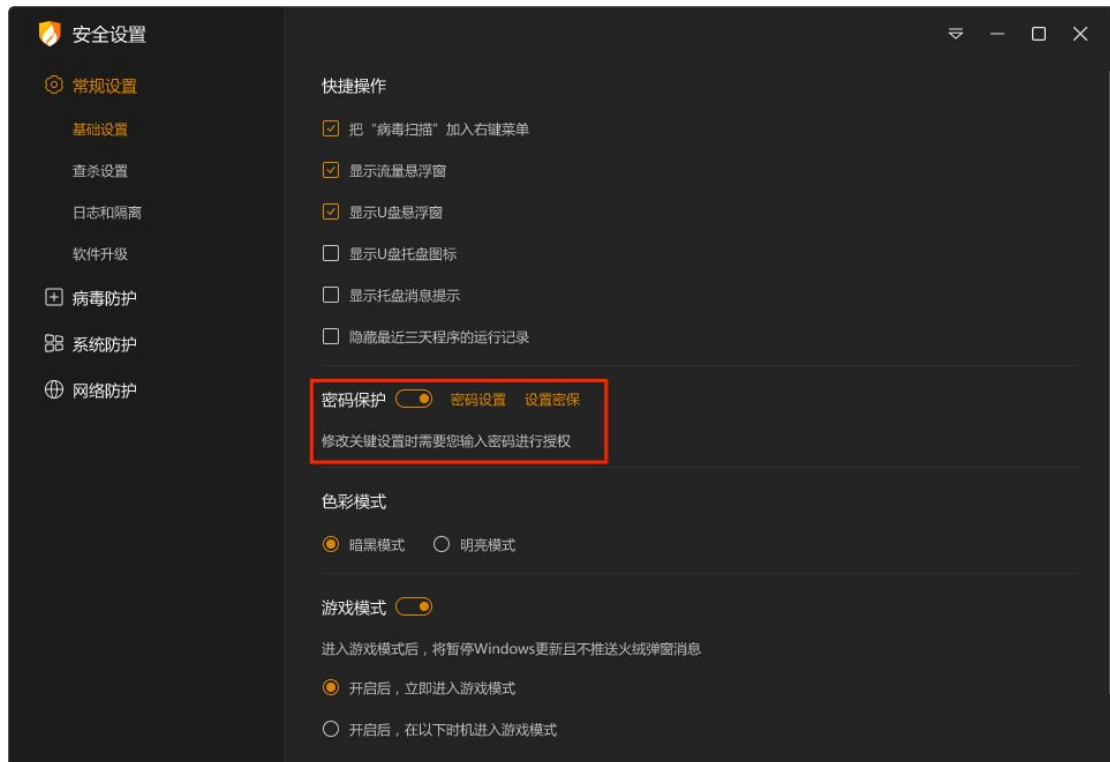 安全设置
常规设置
基础设置
查杀设置
日志和隔离
软件升级
病毒防护
系统防护
网络防护
快捷操作
把“病毒扫描”加入右键菜单
显示流量悬浮窗
显示U盘悬浮窗
显示U盘托盘图标
显示托盘消息提示
隐藏最近三天程序的运行记录
密码保护 密码设置 设置密保
修改关键设置时需要您输入密码进行授权
色彩模式
暗黑模式 明亮模式
游戏模式
进入游戏模式后，将暂停Windows更新且不推送火绒弹窗消息
开启后，立即进入游戏模式
开启后，在以下时机进入游戏模式